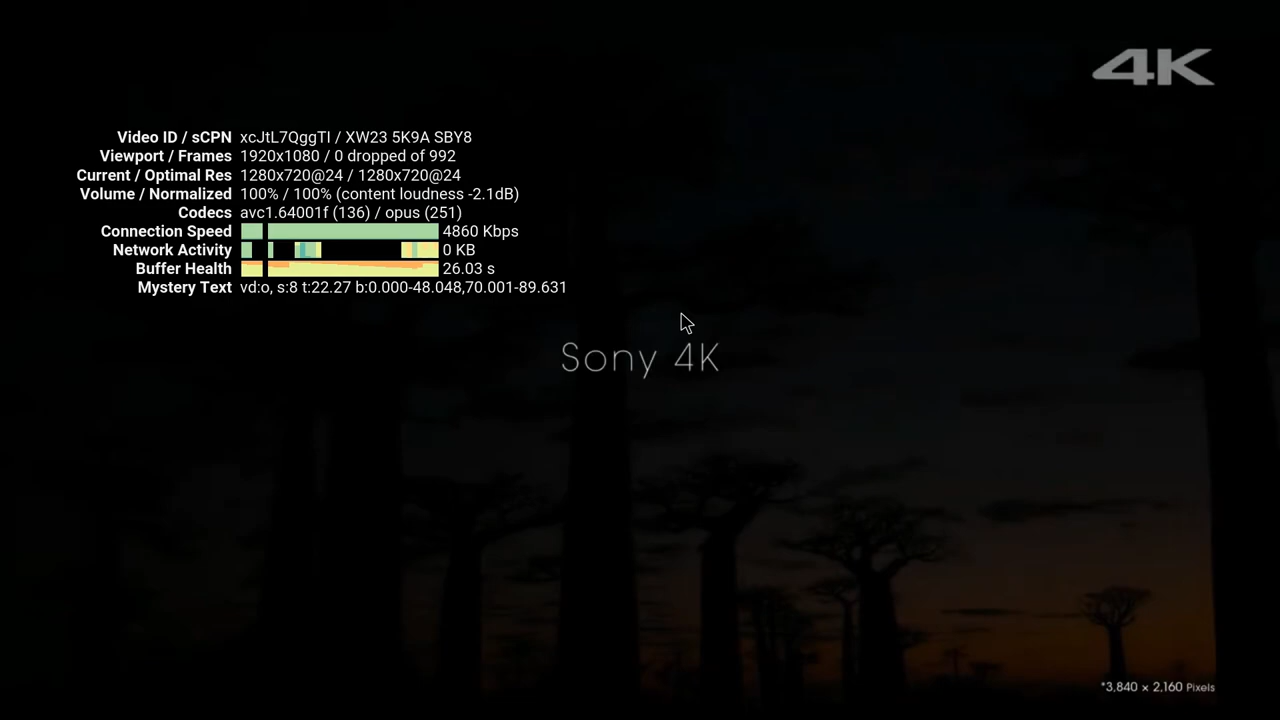 4K
Video ID / sCPN xcJtL7QggTI / XW23 5K9A SBY8
Viewport / Frames 1920x1080 / 0 dropped of 992
Current / Optimal Res 1280x720@24 / 1280x720@24
Volume / Normalized 100% / 100% (content loudness -2.1dB)
Codecs avc1.64001f (136) / opus (251)
Connection Speed 4860 Kbps
Network Activity 0 KB
Buffer Health 26.03 s
Mystery Text vd:o, s:8 t:22.27 b:0.000-48.048,70.001-89.631
Sony 4K
*3,840 × 2,160 Pixels